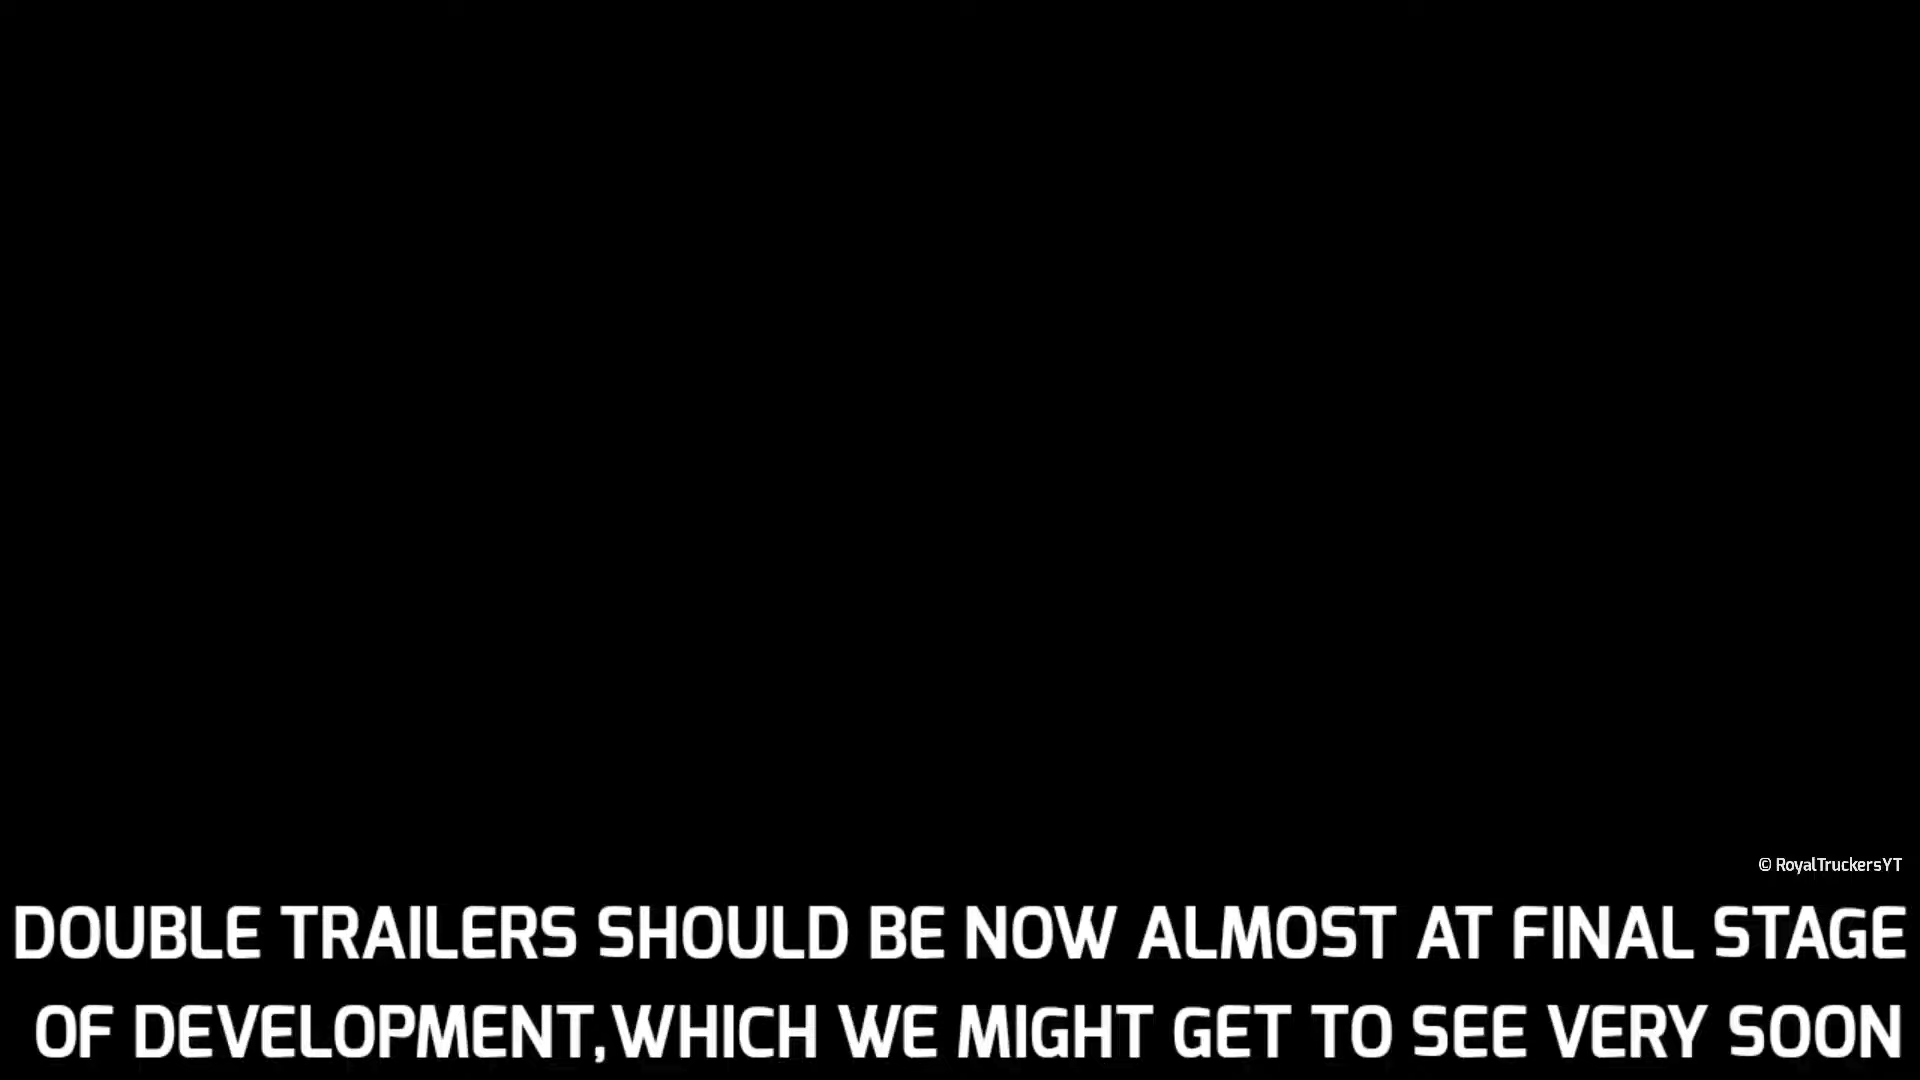 © RoyalTruckersYT
DOUBLE TRAILERS SHOULD BE NOW ALMOST AT FINAL STAGE
OF DEVELOPMENT,WHICH WE MIGHT GET TO SEE VERY SOON